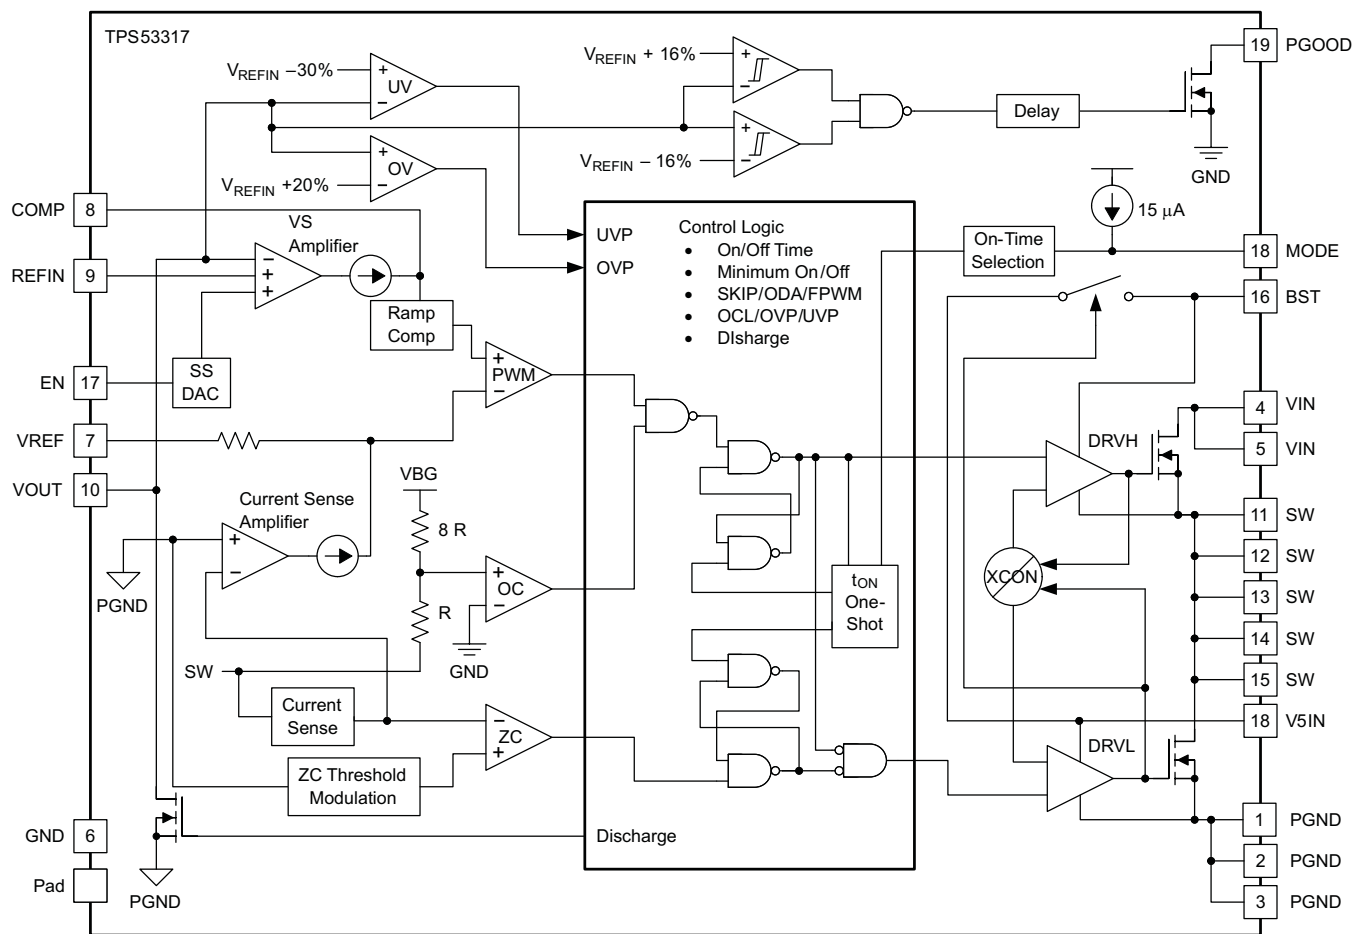 TPS53317
V_REFIN –30%
+
UV
−
V_REFIN + 16%
+
−
+
−
V_REFIN − 16%
+
OV
−
V_REFIN +20%
Delay
GND
19
PGOOD
15 µA
COMP
8
VS
Amplifier
−
+
+
REFIN
9
Ramp
Comp
SS
DAC
EN
17
+
PWM
−
VREF
7
VOUT
10
UVP
OVP
Control Logic
• On/Off Time
• Minimum On/Off
• SKIP/ODA/FPWM
• OCL/OVP/UVP
• DIsharge
On-Time
Selection
18
MODE
16
BST
4
VIN
5
VIN
DRVH
VBG
8 R
Current Sense
Amplifier
+
−
PGND
+
OC
−
R
GND
SW
Current
Sense
−
ZC
+
ZC Threshold
Modulation
t_ON
One-
Shot
XCON
11
SW
12
SW
13
SW
14
SW
15
SW
18
V5IN
DRVL
GND
6
Pad
PGND
Discharge
1
PGND
2
PGND
3
PGND